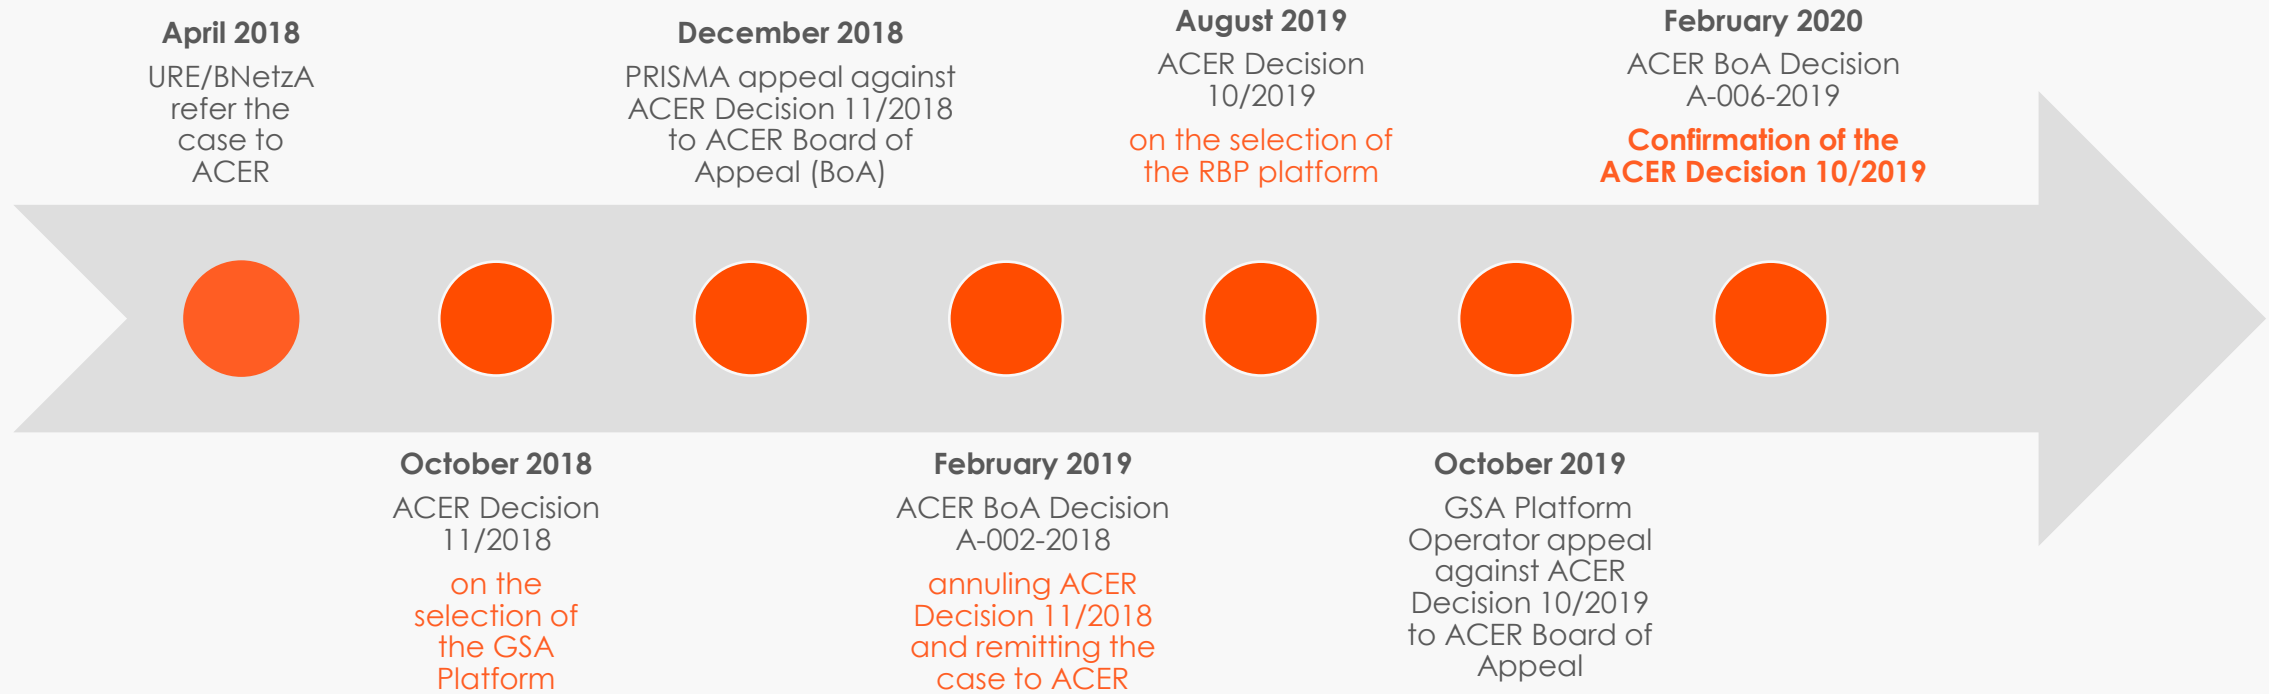 April 2018
URE/BNetzA
refer the
case to
ACER
October 2018
ACER Decision
11/2018
on the
selection of
the GSA
Platform
December 2018
PRISMA appeal against
ACER Decision 11/2018
to ACER Board of
Appeal (BoA)
February 2019
ACER BoA Decision
A-002-2018
annuling ACER
Decision 11/2018
and remitting the
case to ACER
August 2019
ACER Decision
10/2019
on the selection of
the RBP platform
October 2019
GSA Platform
Operator appeal
against ACER
Decision 10/2019
to ACER Board of
Appeal
February 2020
ACER BoA Decision
A-006-2019
Confirmation of the
ACER Decision 10/2019